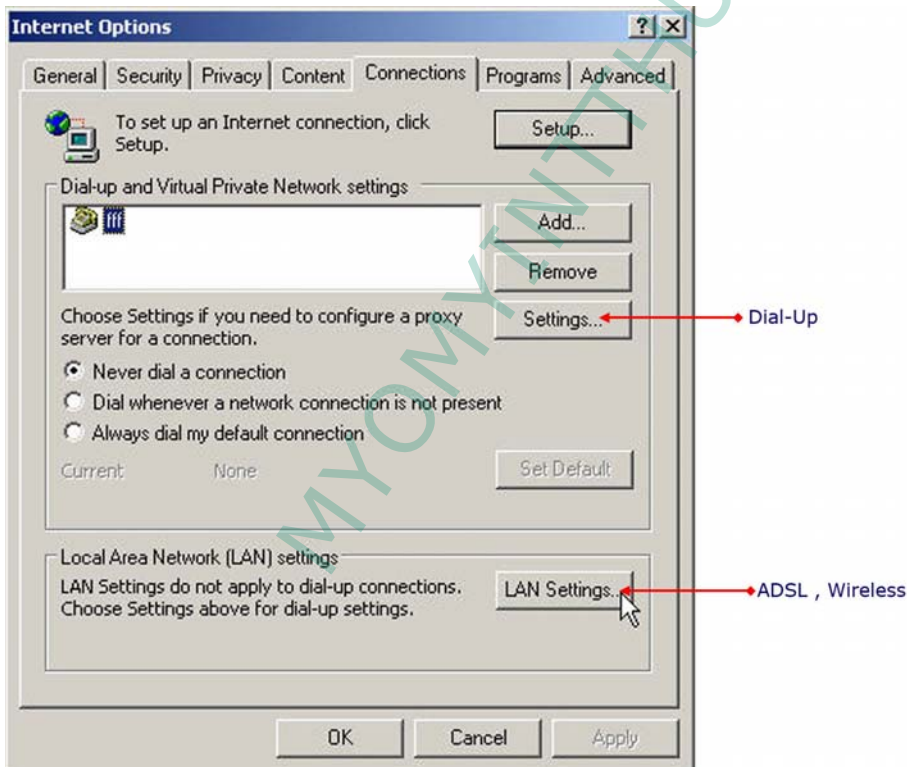 Internet Options
General Security Privacy Content Connections Programs Advanced
To set up an Internet connection, click
Setup.
Setup...
Dial-up and Virtual Private Network settings
fff
Add...
Remove
Choose Settings if you need to configure a proxy
server for a connection.
Settings...
Dial-Up
Never dial a connection
Dial whenever a network connection is not present
Always dial my default connection
Current None
Set Default
Local Area Network (LAN) settings
LAN Settings do not apply to dial-up connections.
Choose Settings above for dial-up settings.
LAN Settings...
ADSL , Wireless
OK Cancel Apply